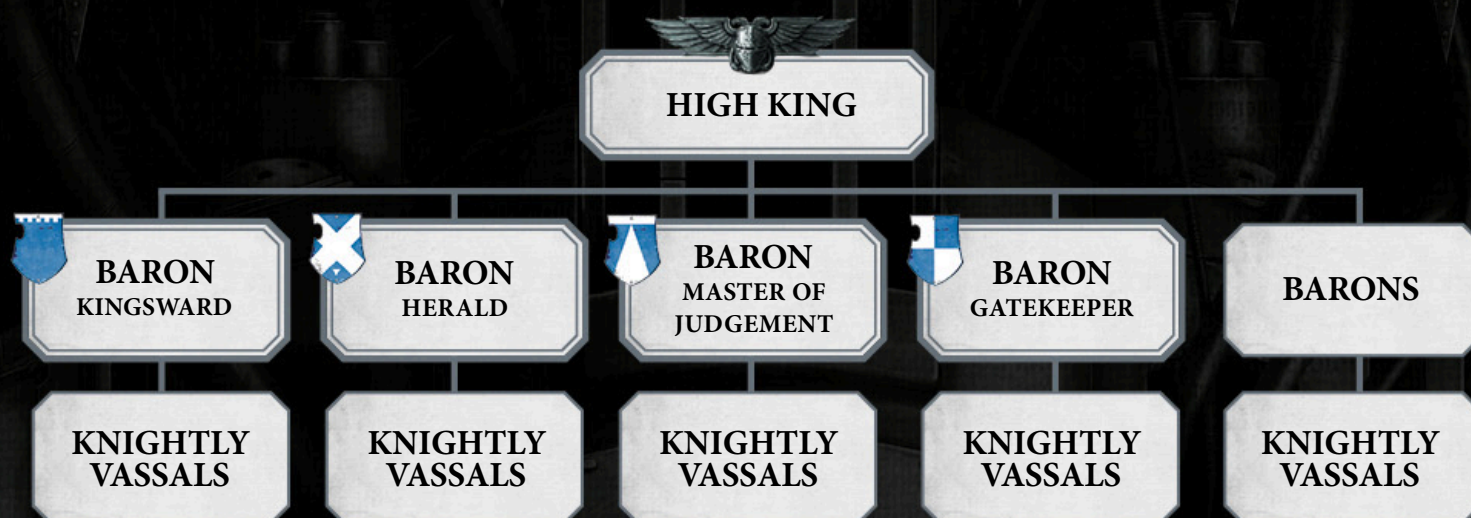 HIGH KING
BARON
KINGSWARD
BARON
HERALD
BARON
MASTER OF
JUDGEMENT
BARON
GATEKEEPER
BARONS
KNIGHTLY
VASSALS
KNIGHTLY
VASSALS
KNIGHTLY
VASSALS
KNIGHTLY
VASSALS
KNIGHTLY
VASSALS